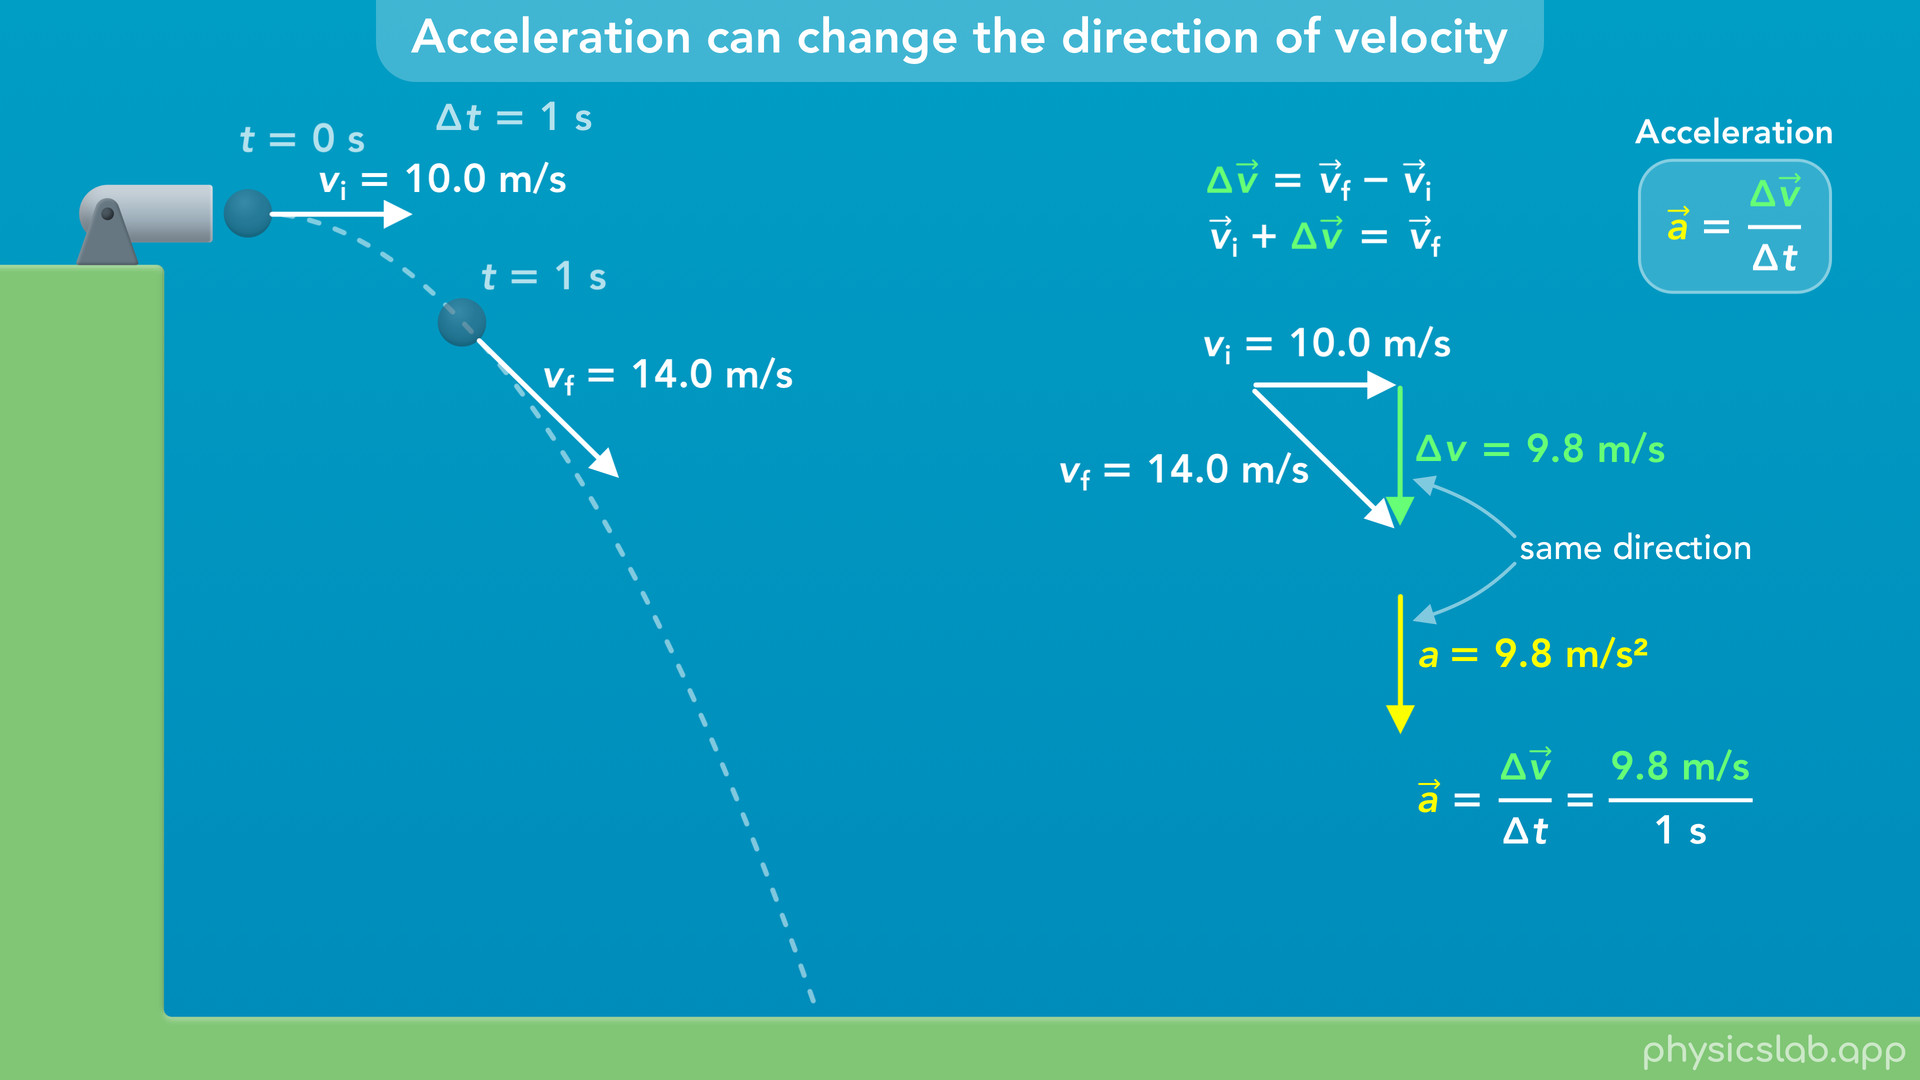 Acceleration can change the direction of velocity
Δt = 1 s
t = 0 s
vᵢ = 10.0 m/s
t = 1 s
v_f = 14.0 m/s
Δv⃗ = v⃗_f − v⃗ᵢ
v⃗ᵢ + Δv⃗ = v⃗_f
Acceleration
a⃗ = Δv⃗ / Δt
vᵢ = 10.0 m/s
Δv = 9.8 m/s
v_f = 14.0 m/s
same direction
a = 9.8 m/s²
a⃗ = Δv⃗ / Δt = 9.8 m/s / 1 s
physicslab.app